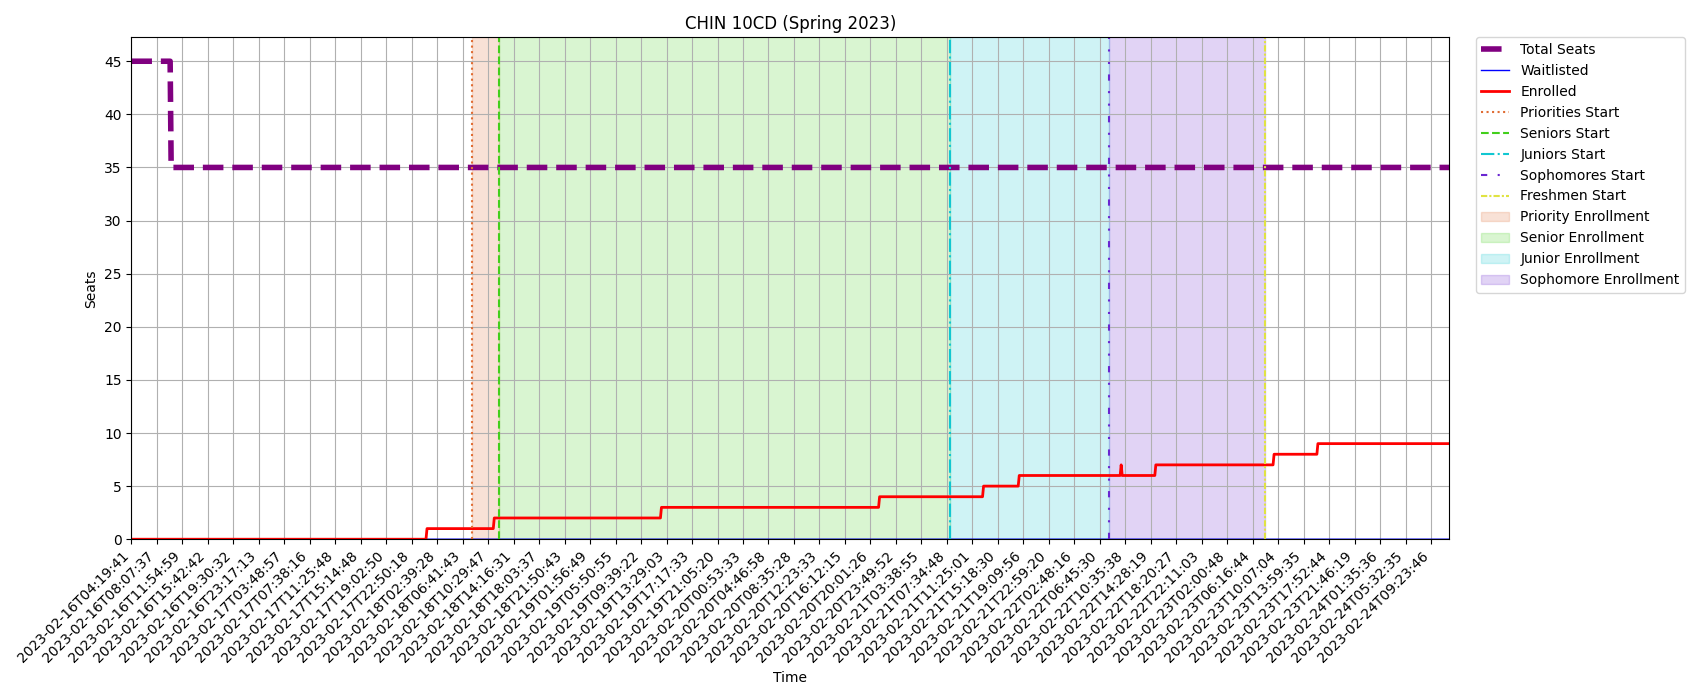 CHIN 10CD (Spring 2023)
Seats
45
40
35
30
25
20
15
10
5
0
2023-02-16T04:19:41
2023-02-16T08:07:37
2023-02-16T11:54:59
2023-02-16T15:42:42
2023-02-16T19:30:32
2023-02-16T23:17:13
2023-02-17T03:48:57
2023-02-17T07:38:16
2023-02-17T11:25:48
2023-02-17T15:14:48
2023-02-17T19:02:50
2023-02-17T22:50:18
2023-02-18T02:39:28
2023-02-18T06:41:43
2023-02-18T10:29:47
2023-02-18T14:16:31
2023-02-18T18:03:37
2023-02-18T21:50:43
2023-02-19T01:56:49
2023-02-19T05:50:55
2023-02-19T09:39:22
2023-02-19T13:29:03
2023-02-19T17:17:33
2023-02-19T21:05:20
2023-02-20T00:53:33
2023-02-20T04:46:58
2023-02-20T08:35:28
2023-02-20T12:23:33
2023-02-20T16:12:15
2023-02-20T20:01:26
2023-02-20T23:49:52
2023-02-21T03:38:55
2023-02-21T07:34:48
2023-02-21T11:25:01
2023-02-21T15:18:30
2023-02-21T19:09:56
2023-02-21T22:59:20
2023-02-22T02:48:16
2023-02-22T06:45:30
2023-02-22T10:35:38
2023-02-22T14:28:19
2023-02-22T18:20:27
2023-02-22T22:11:03
2023-02-23T02:00:48
2023-02-23T06:16:44
2023-02-23T10:07:04
2023-02-23T13:59:35
2023-02-23T17:52:44
2023-02-23T21:46:19
2023-02-24T01:35:36
2023-02-24T05:32:35
2023-02-24T09:23:46
Time
Total Seats
Waitlisted
Enrolled
Priorities Start
Seniors Start
Juniors Start
Sophomores Start
Freshmen Start
Priority Enrollment
Senior Enrollment
Junior Enrollment
Sophomore Enrollment